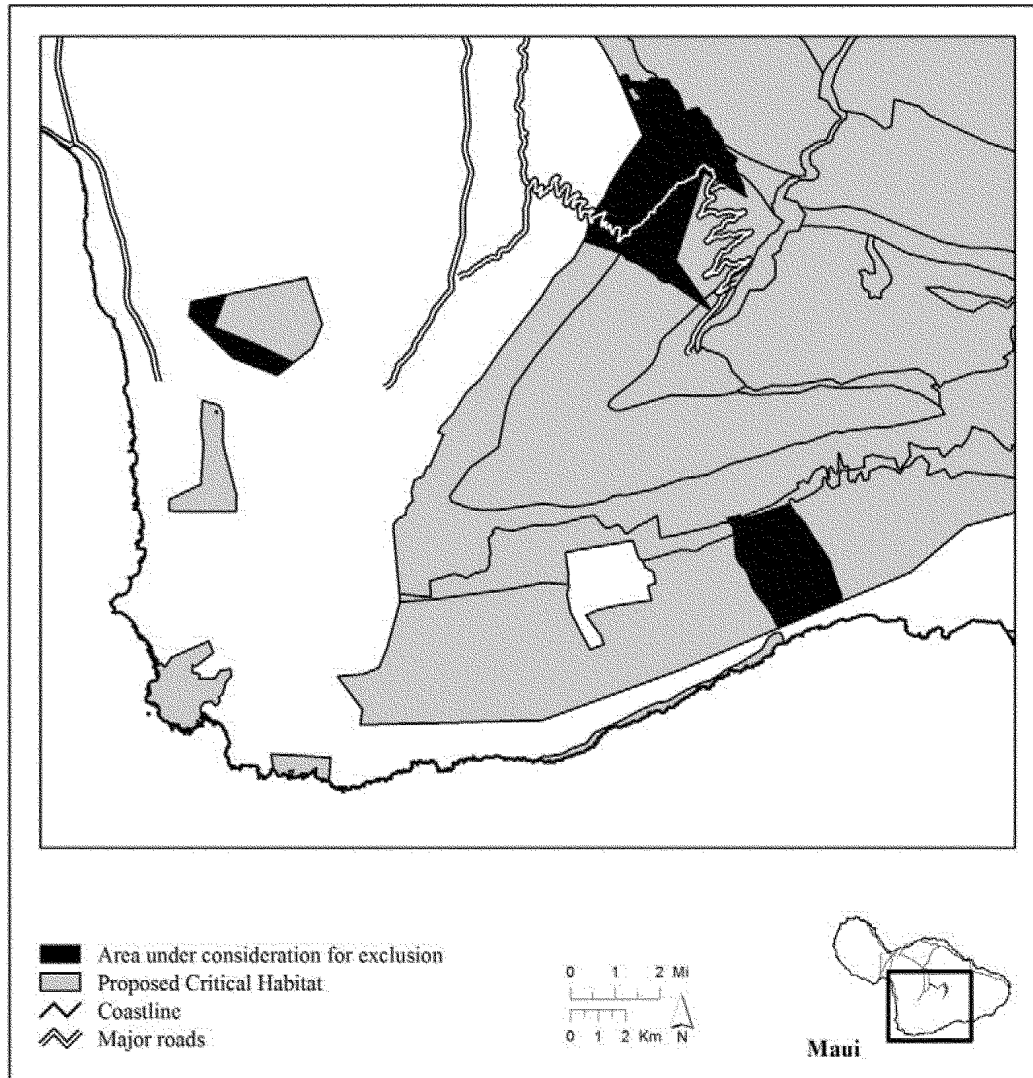 Area under consideration for exclusion
Proposed Critical Habitat
Coastline
Major roads
0 1 2 Mi
0 1 2 Km N
Maui